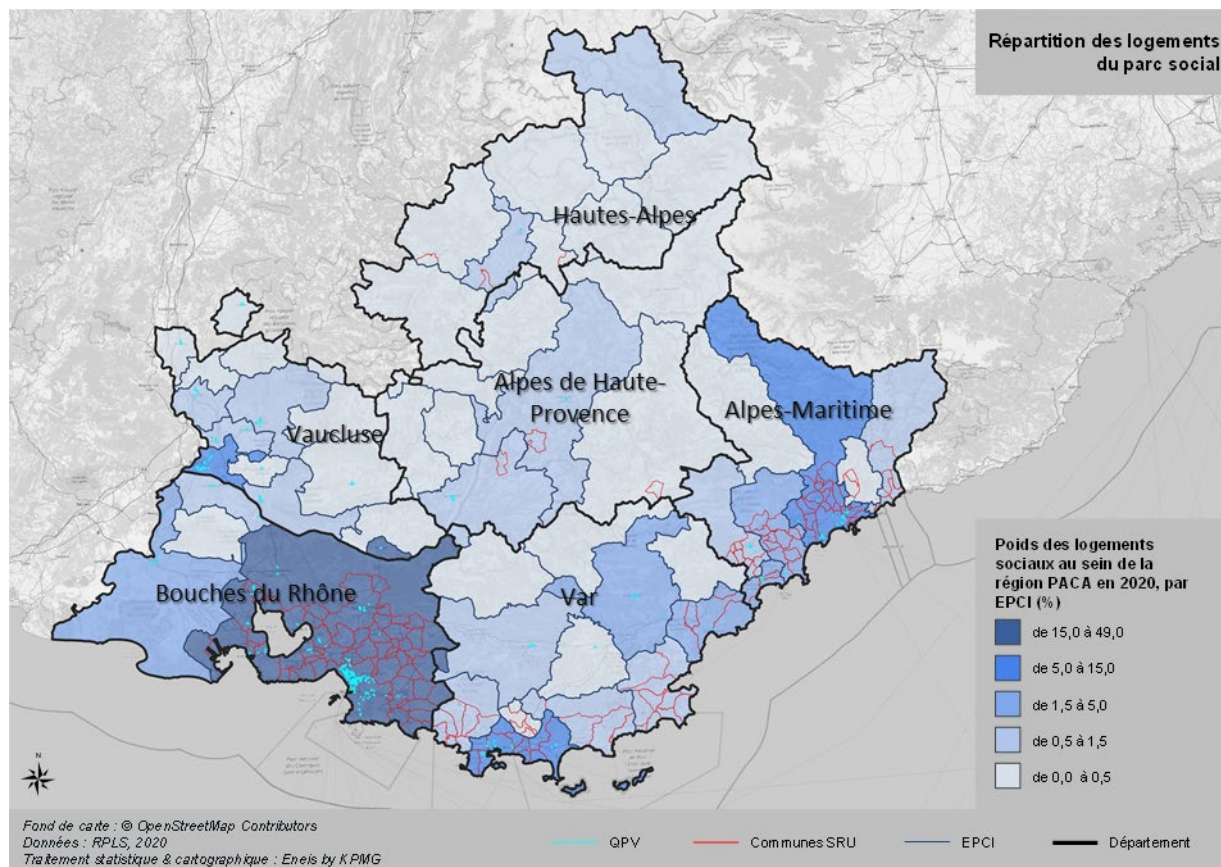 Répartition des logements
du parc social
Hautes-Alpes
Alpes de Haute-
Provence
Alpes-Maritime
Vaucluse
Bouches du Rhône
Var
Poids des logements
sociaux au sein de la
région PACA en 2020, par
EPCI (%)
de 15,0 à 49,0
de 5,0 à 15,0
de 1,5 à 5,0
de 0,5 à 1,5
de 0,0 à 0,5
N
Fond de carte : © OpenStreetMap Contributors
Données : RPLS, 2020
Traitement statistique & cartographique : Eneis by KPMG
QPV
Communes SRU
EPCI
Département